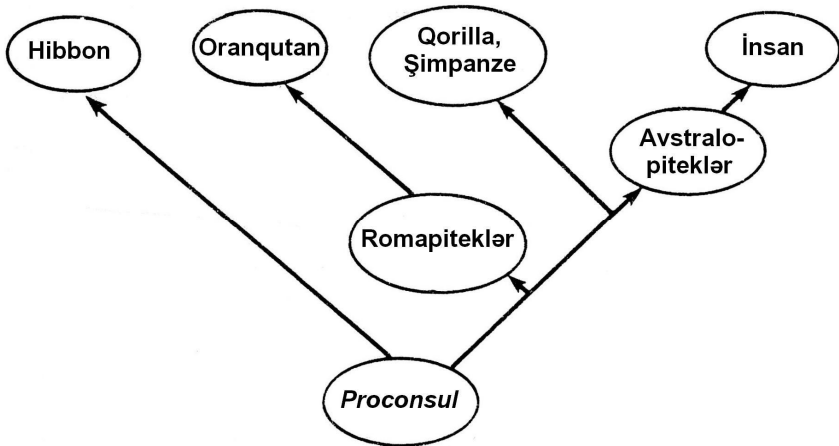 Hibbon
Oranqutan
Qorilla,
Şimpanze
İnsan
Avstralo-
piteklər
Romapiteklər
Proconsul